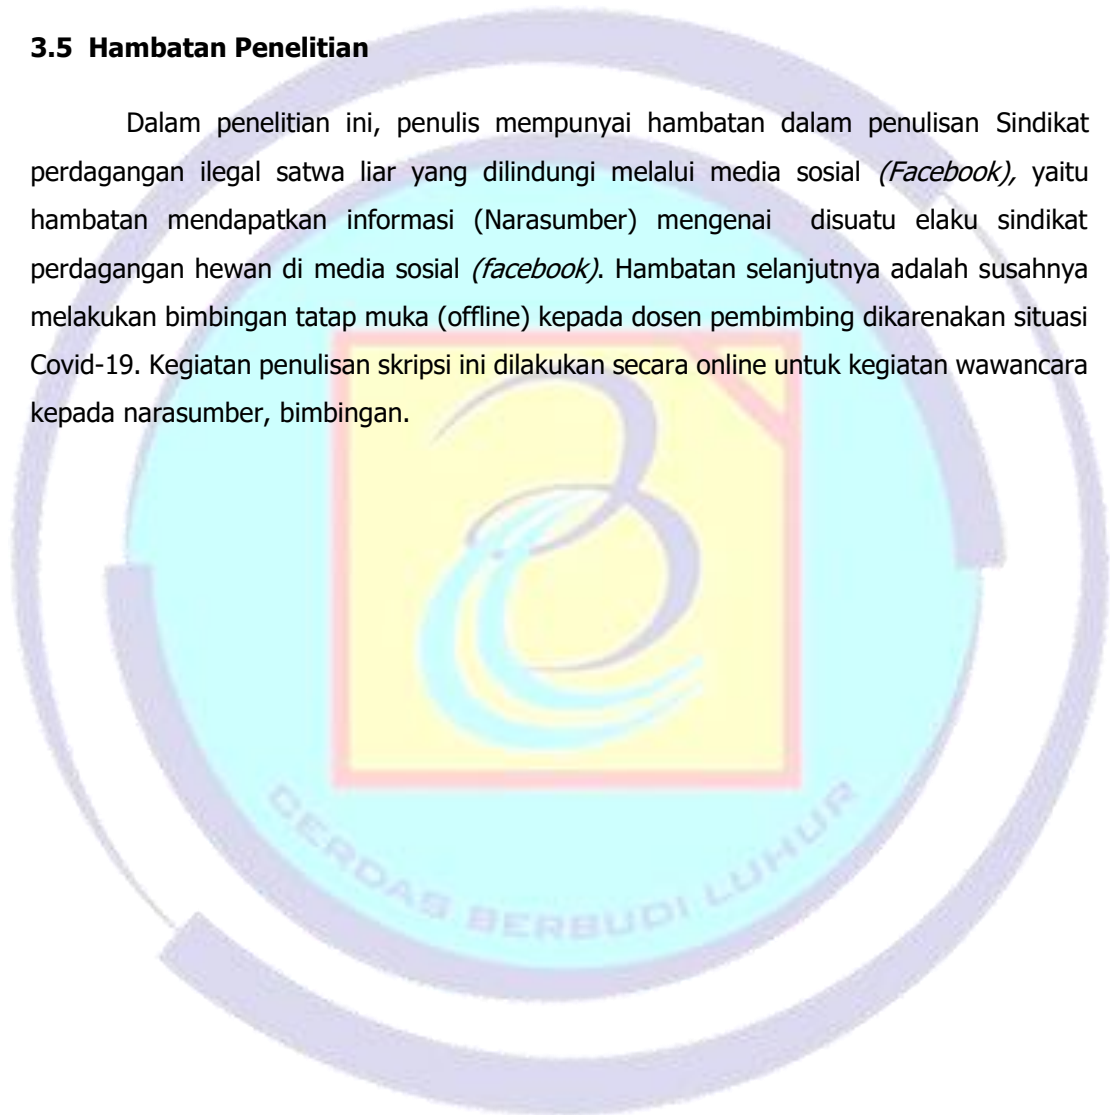 3.5 Hambatan Penelitian
Dalam penelitian ini, penulis mempunyai hambatan dalam penulisan Sindikat
perdagangan ilegal satwa liar yang dilindungi melalui media sosial (Facebook), yaitu
hambatan mendapatkan informasi (Narasumber) mengenai disuatu elaku sindikat
perdagangan hewan di media sosial (facebook). Hambatan selanjutnya adalah susahnya
melakukan bimbingan tatap muka (offline) kepada dosen pembimbing dikarenakan situasi
Covid-19. Kegiatan penulisan skripsi ini dilakukan secara online untuk kegiatan wawancara
kepada narasumber, bimbingan.
CERDAS BERBUDI LUHUR